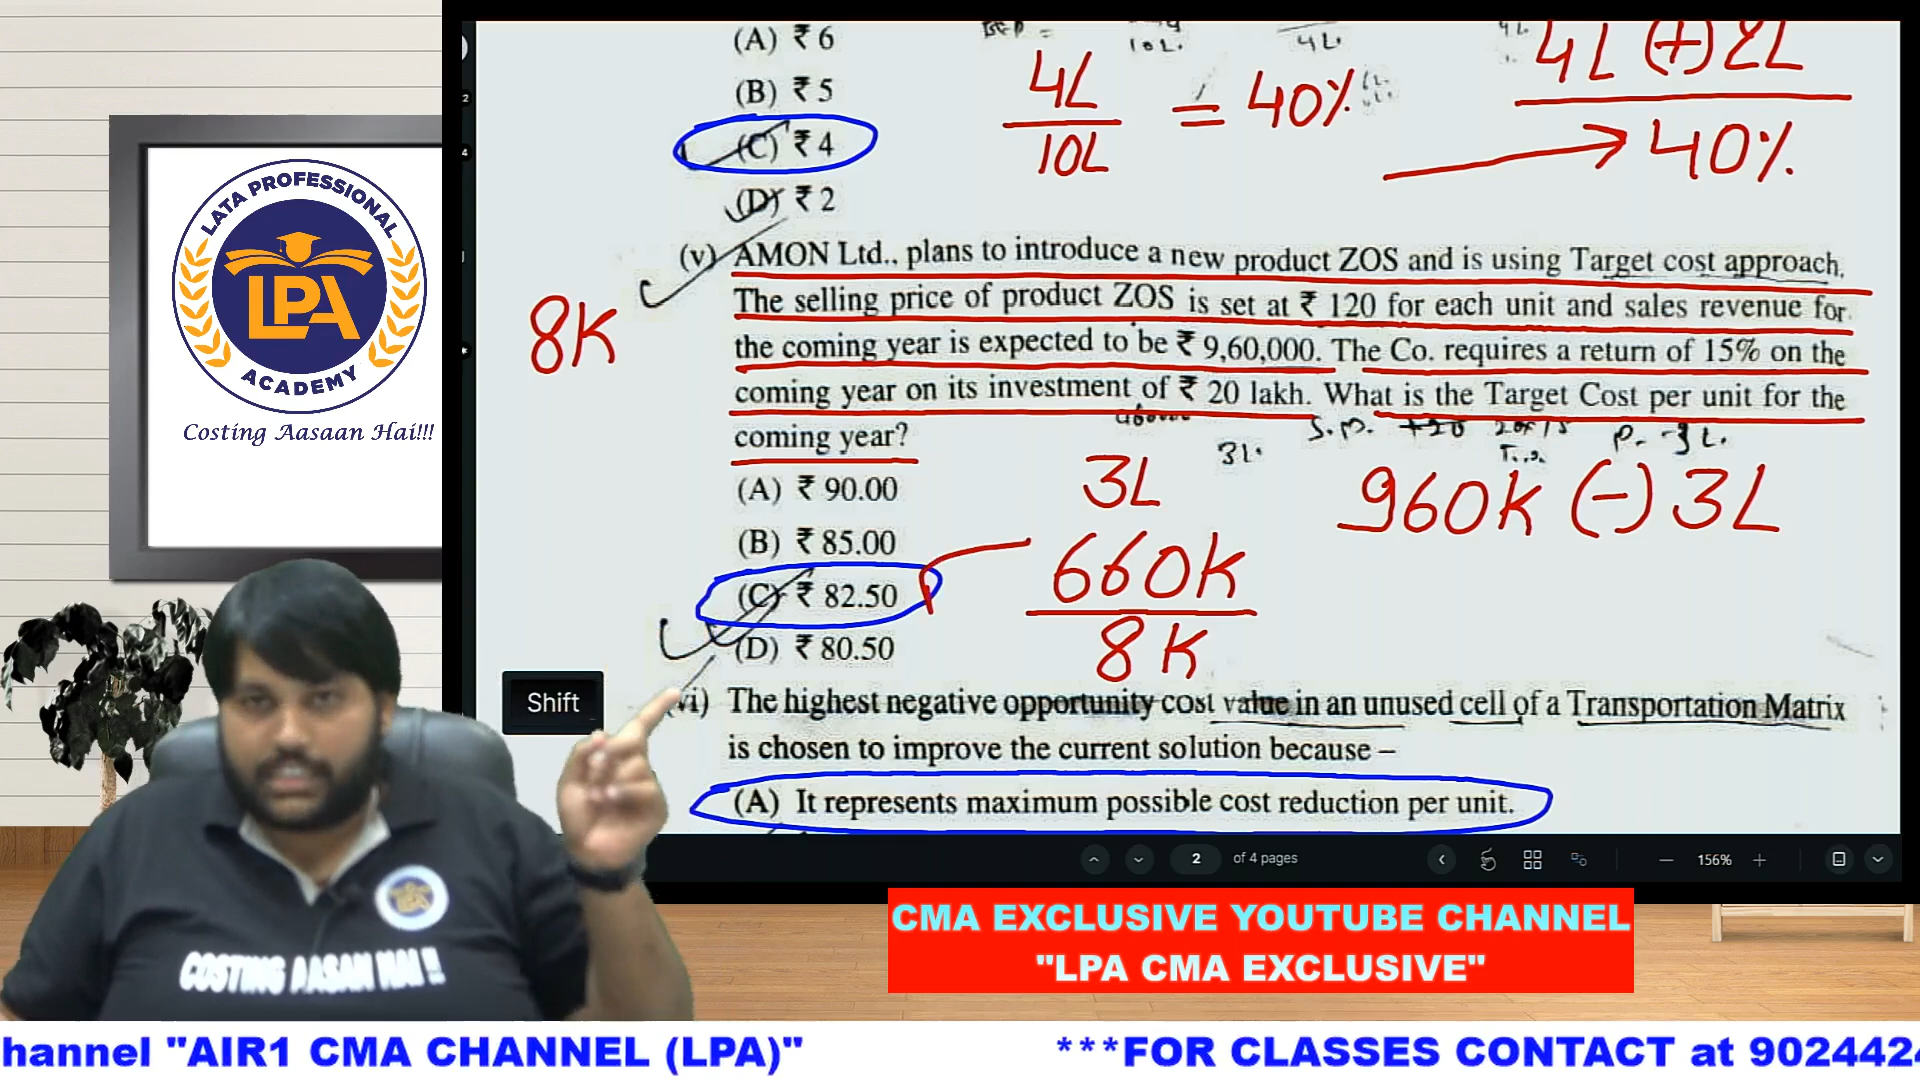 (A) ₹ 6
(B) ₹ 5
(C) ₹ 4
(D) ₹ 2
4L
10L
= 40%
4L (+) 2L
40%
8K
(v) AMON Ltd., plans to introduce a new product ZOS and is using Target cost approach.
The selling price of product ZOS is set at ₹ 120 for each unit and sales revenue for
the coming year is expected to be ₹ 9,60,000. The Co. requires a return of 15% on the
coming year on its investment of ₹ 20 lakh. What is the Target Cost per unit for the
coming year?
(A) ₹ 90.00
(B) ₹ 85.00
(C) ₹ 82.50
(D) ₹ 80.50
3L.
3L
960K (-) 3L
660K
8K
(vi) The highest negative opportunity cost value in an unused cell of a Transportation Matrix
is chosen to improve the current solution because –
(A) It represents maximum possible cost reduction per unit.
Shift
2 of 4 pages
156%
LATA PROFESSIONAL
LPA
ACADEMY
Costing Aasaan Hai!!!
COSTING AASAN HAI !!
CMA EXCLUSIVE YOUTUBE CHANNEL
"LPA CMA EXCLUSIVE"
hannel "AIR1 CMA CHANNEL (LPA)" ***FOR CLASSES CONTACT at 9024424